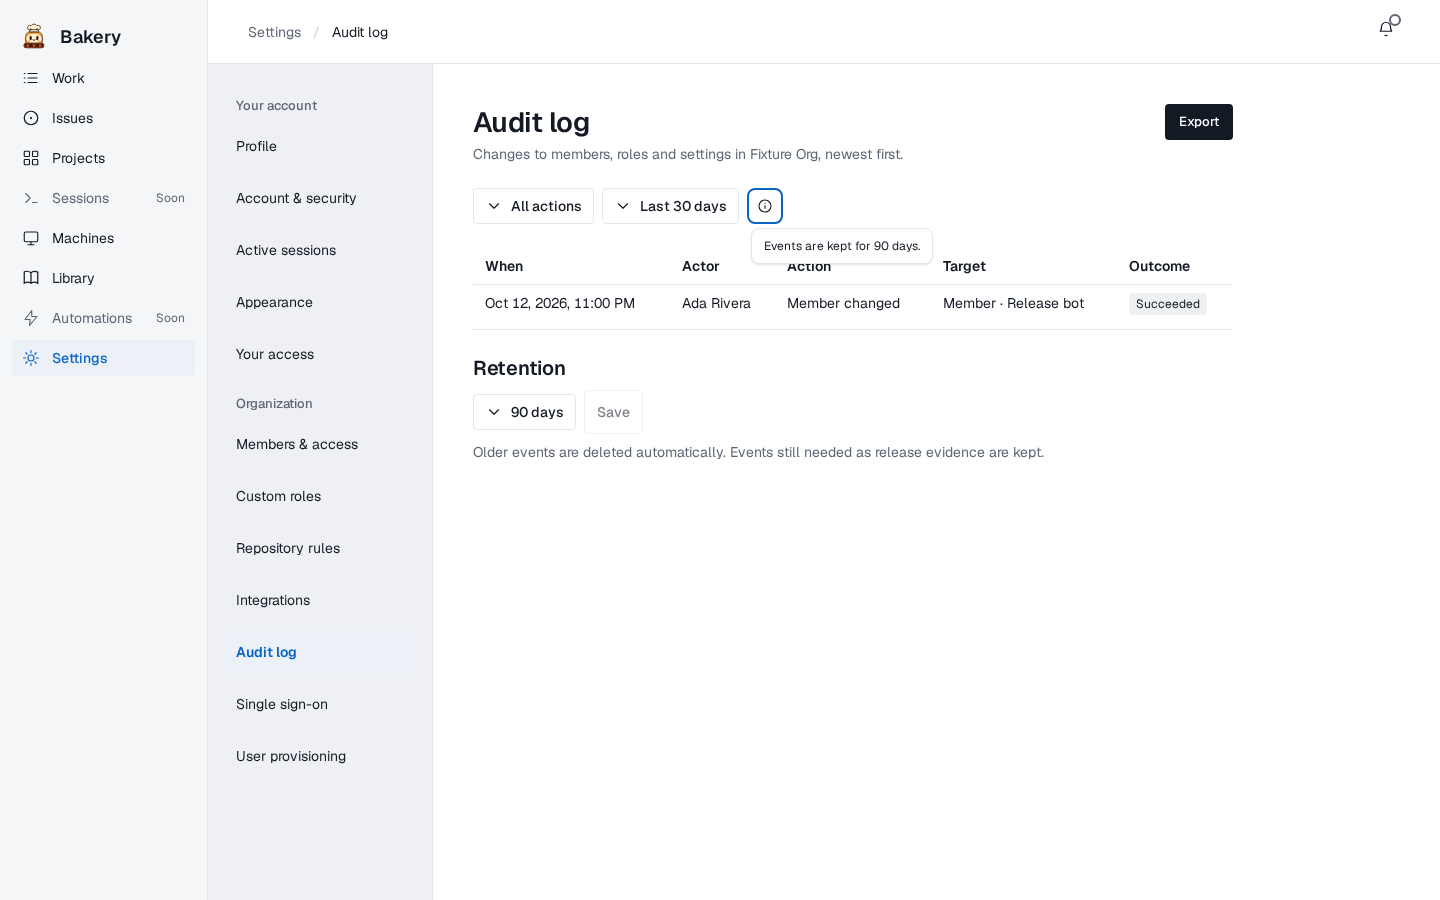 Bakery
Work
Issues
Projects
Sessions Soon
Machines
Library
Automations Soon
Settings
Settings / Audit log
Your account
Profile
Account & security
Active sessions
Appearance
Your access
Organization
Members & access
Custom roles
Repository rules
Integrations
Audit log
Single sign-on
User provisioning
Audit log
Export
Changes to members, roles and settings in Fixture Org, newest first.
All actions Last 30 days
Events are kept for 90 days.
When Actor Action Target Outcome
Oct 12, 2026, 11:00 PM Ada Rivera Member changed Member · Release bot Succeeded
Retention
90 days Save
Older events are deleted automatically. Events still needed as release evidence are kept.